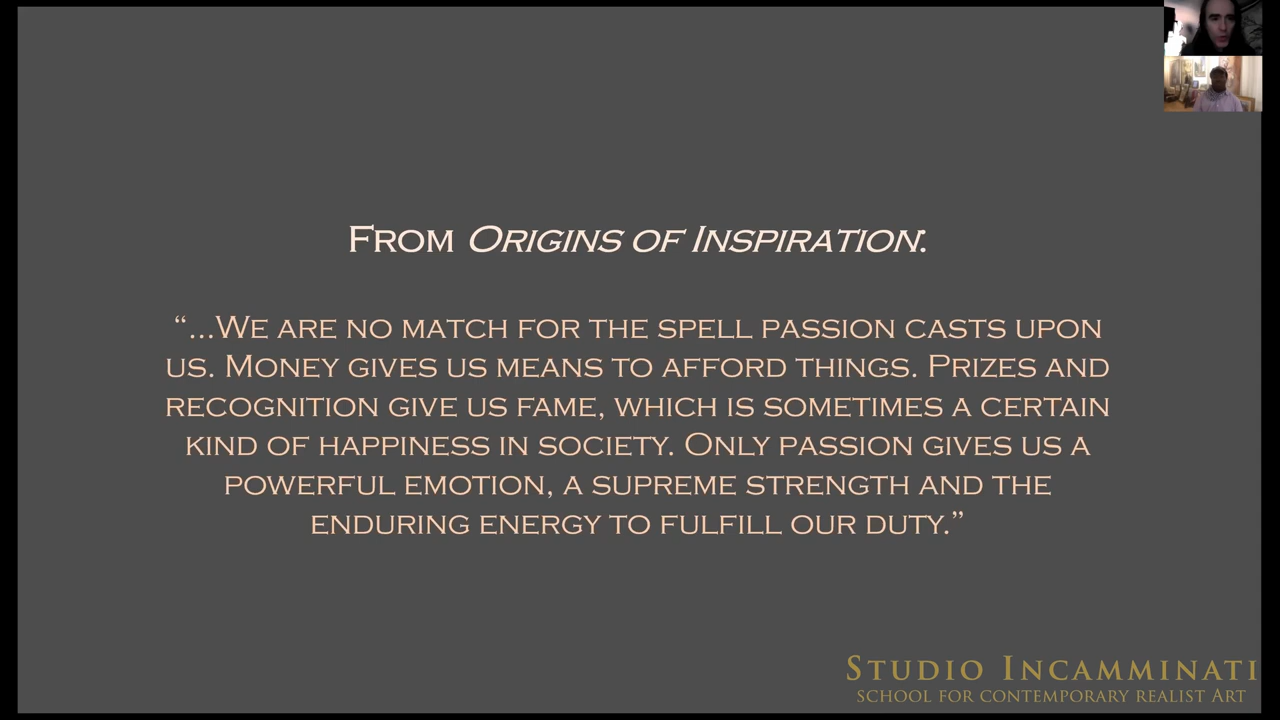 From Origins of Inspiration:
“...We are no match for the spell passion casts upon
us. Money gives us means to afford things. Prizes and
recognition give us fame, which is sometimes a certain
kind of happiness in society. Only passion gives us a
powerful emotion, a supreme strength and the
enduring energy to fulfill our duty.”
Studio Incamminati
school for contemporary realist Art